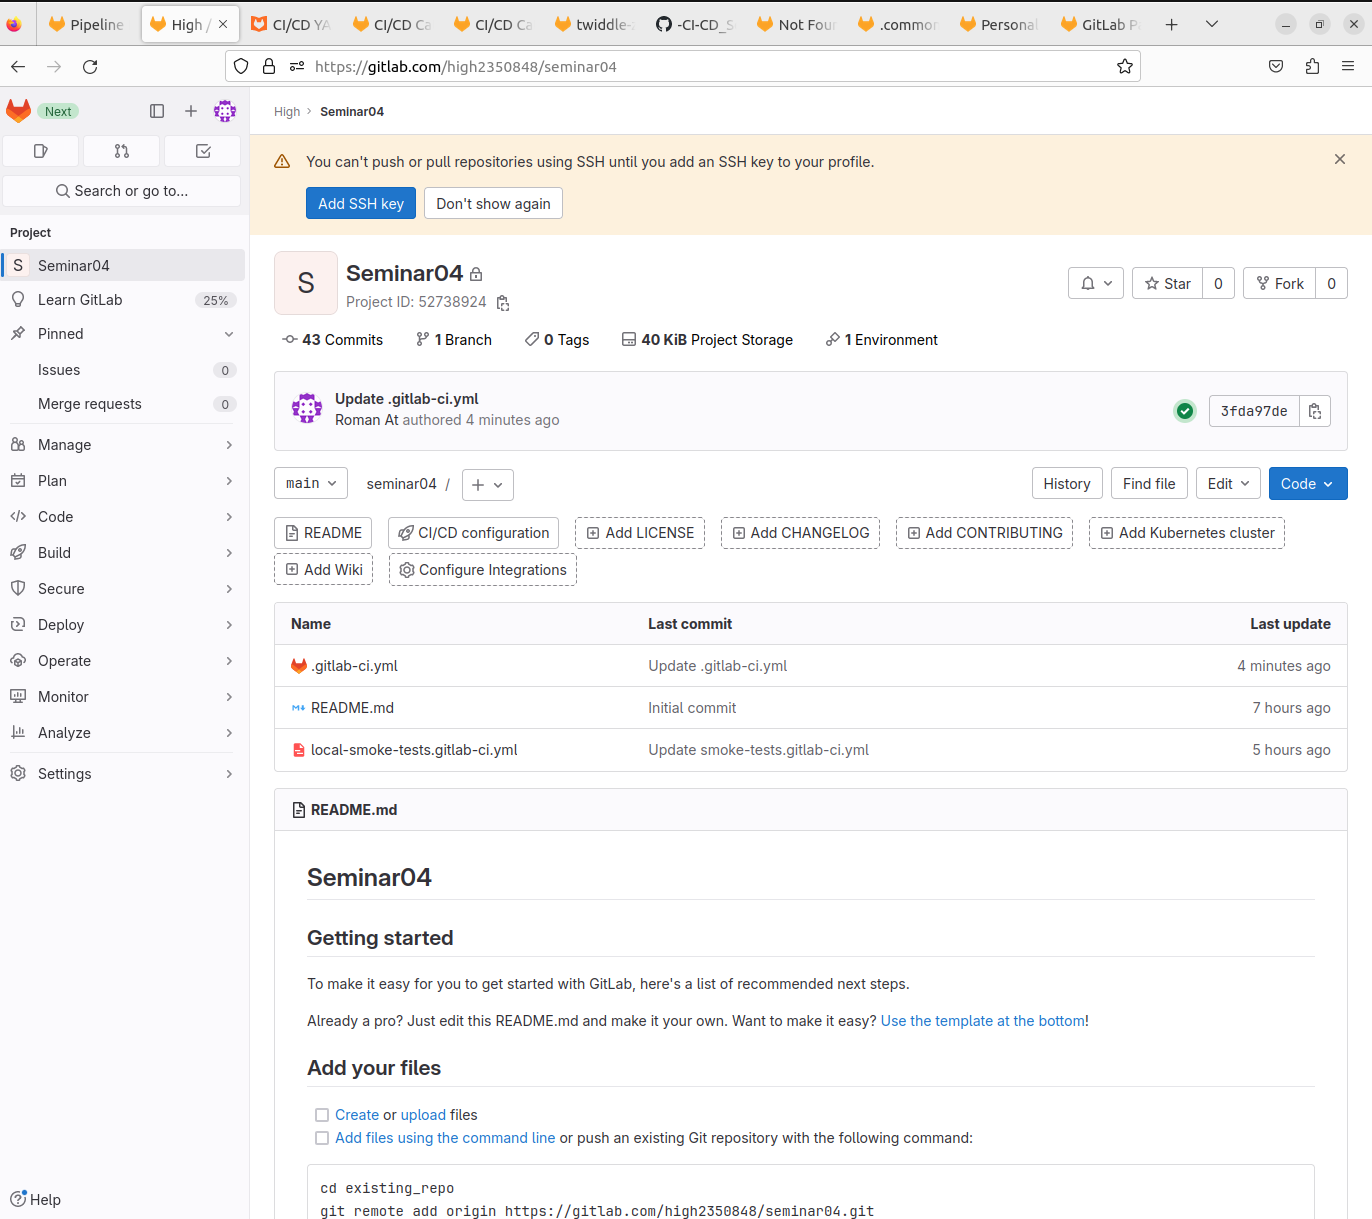 Pipeline
High /
CI/CD YA
CI/CD Ca
CI/CD Ca
twiddle-
-CI-CD_S
Not Foun
.common
Personal
GitLab P
https://gitlab.com/high2350848/seminar04
Next
High › Seminar04
You can't push or pull repositories using SSH until you add an SSH key to your profile.
Add SSH key
Don't show again
Search or go to...
Project
S Seminar04
Learn GitLab 25%
Pinned
Issues 0
Merge requests 0
Manage
Plan
Code
Build
Secure
Deploy
Operate
Monitor
Analyze
Settings
Help
S
Seminar04
Project ID: 52738924
Star 0
Fork 0
43 Commits
1 Branch
0 Tags
40 KiB Project Storage
1 Environment
Update .gitlab-ci.yml
Roman At authored 4 minutes ago
3fda97de
main
seminar04 /
History
Find file
Edit
Code
README
CI/CD configuration
Add LICENSE
Add CHANGELOG
Add CONTRIBUTING
Add Kubernetes cluster
Add Wiki
Configure Integrations
Name Last commit Last update
.gitlab-ci.yml Update .gitlab-ci.yml 4 minutes ago
README.md Initial commit 7 hours ago
local-smoke-tests.gitlab-ci.yml Update smoke-tests.gitlab-ci.yml 5 hours ago
README.md
Seminar04
Getting started
To make it easy for you to get started with GitLab, here's a list of recommended next steps.
Already a pro? Just edit this README.md and make it your own. Want to make it easy? Use the template at the bottom!
Add your files
Create or upload files
Add files using the command line or push an existing Git repository with the following command:
cd existing_repo
git remote add origin https://gitlab.com/high2350848/seminar04.git